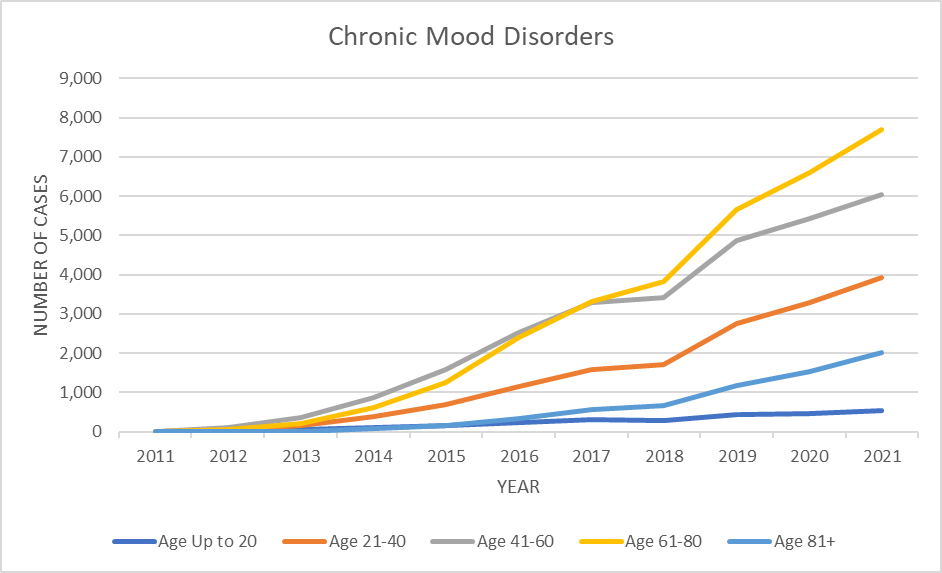 Chronic Mood Disorders
9,000
8,000
7,000
6,000
5,000
4,000
3,000
2,000
1,000
0
NUMBER OF CASES
2011 2012 2013 2014 2015 2016 2017 2018 2019 2020 2021
YEAR
Age Up to 20 Age 21-40 Age 41-60 Age 61-80 Age 81+